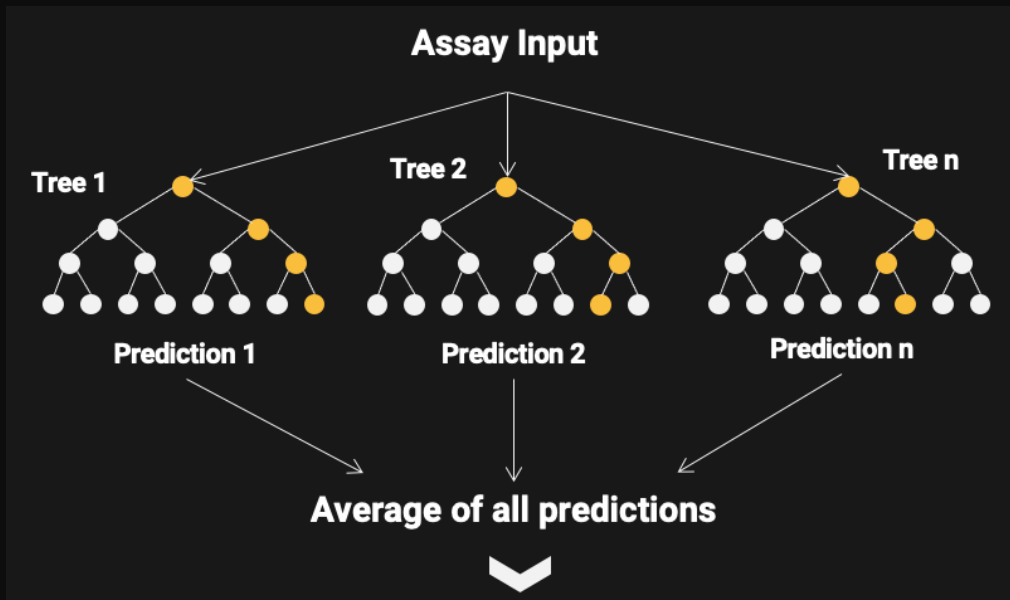 Assay Input
Tree 1
Tree 2
Tree n
Prediction 1
Prediction 2
Prediction n
Average of all predictions